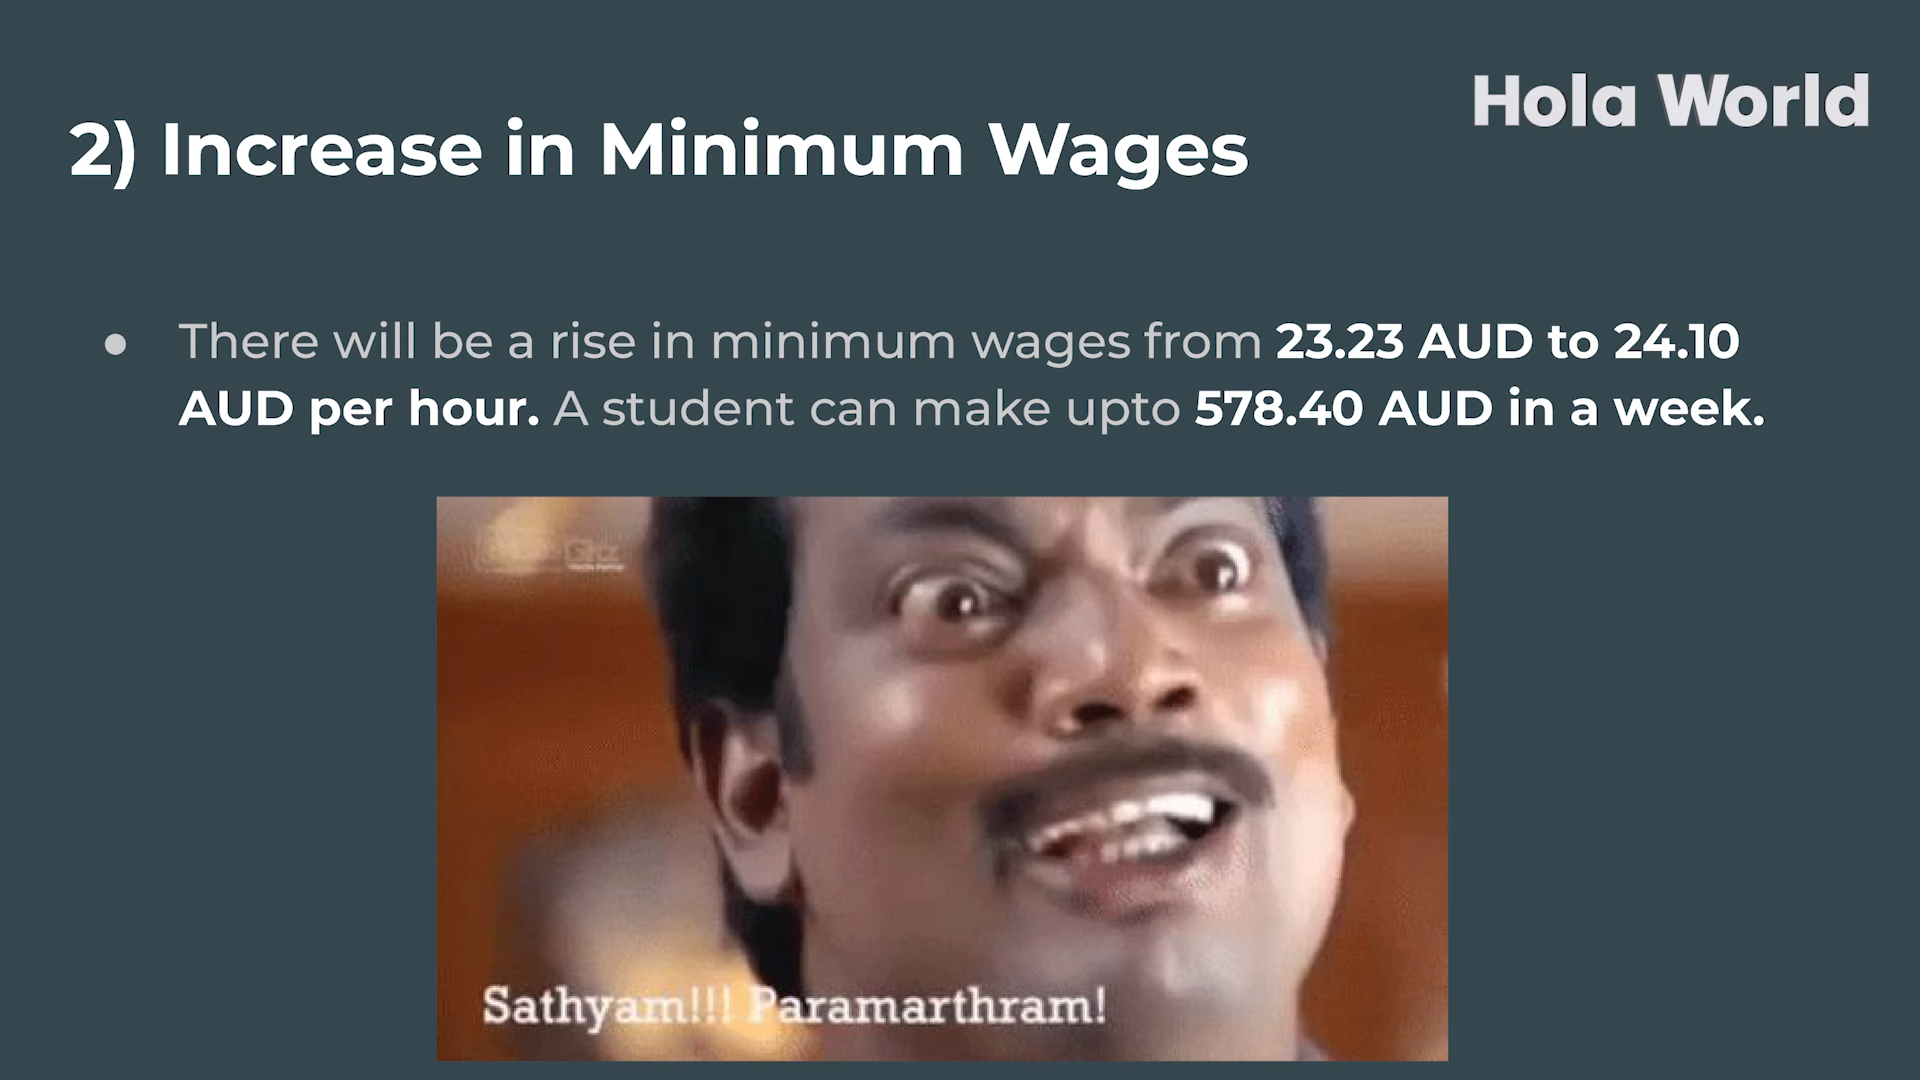 Hola World
2) Increase in Minimum Wages
● There will be a rise in minimum wages from 23.23 AUD to 24.10
AUD per hour. A student can make upto 578.40 AUD in a week.
Sathyam!!! Paramarthram!